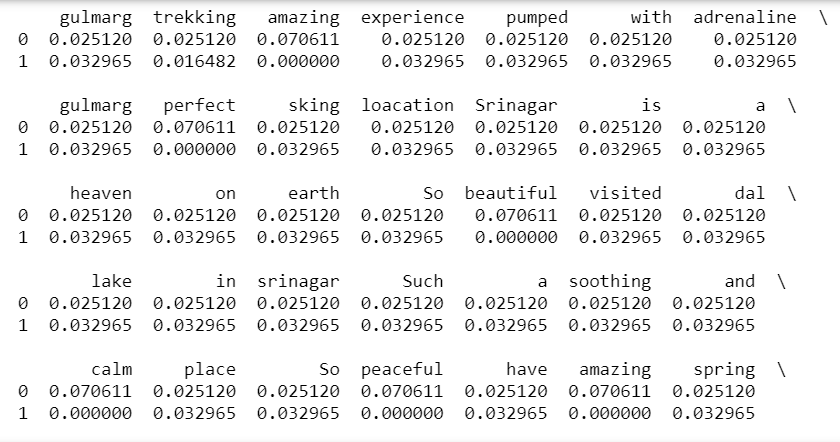 gulmarg trekking amazing experience pumped with adrenaline \
0 0.025120 0.025120 0.070611 0.025120 0.025120 0.025120 0.025120
1 0.032965 0.016482 0.000000 0.032965 0.032965 0.032965 0.032965
gulmarg perfect sking loacation Srinagar is a \
0 0.025120 0.070611 0.025120 0.025120 0.025120 0.025120 0.025120
1 0.032965 0.000000 0.032965 0.032965 0.032965 0.032965 0.032965
heaven on earth So beautiful visited dal \
0 0.025120 0.025120 0.025120 0.025120 0.070611 0.025120 0.025120
1 0.032965 0.032965 0.032965 0.032965 0.000000 0.032965 0.032965
lake in srinagar Such a soothing and \
0 0.025120 0.025120 0.025120 0.025120 0.025120 0.025120 0.025120
1 0.032965 0.032965 0.032965 0.032965 0.032965 0.032965 0.032965
calm place So peaceful have amazing spring \
0 0.070611 0.025120 0.025120 0.070611 0.025120 0.070611 0.025120
1 0.000000 0.032965 0.032965 0.000000 0.032965 0.000000 0.032965